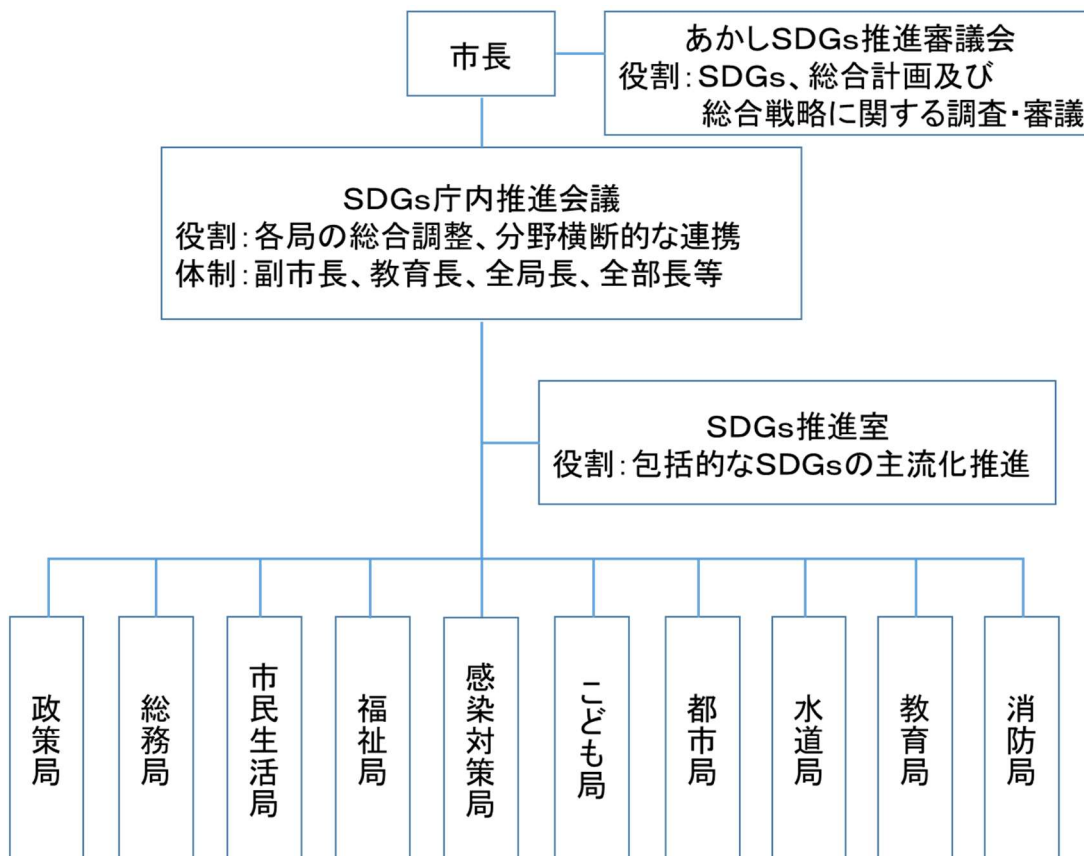 市長
あかしSDGs推進審議会
役割：SDGs、総合計画及び
総合戦略に関する調査・審議
SDGs庁内推進会議
役割：各局の総合調整、分野横断的な連携
体制：副市長、教育長、全局長、全部長等
SDGs推進室
役割：包括的なSDGsの主流化推進
政策局
総務局
市民生活局
福祉局
感染対策局
こども局
都市局
水道局
教育局
消防局